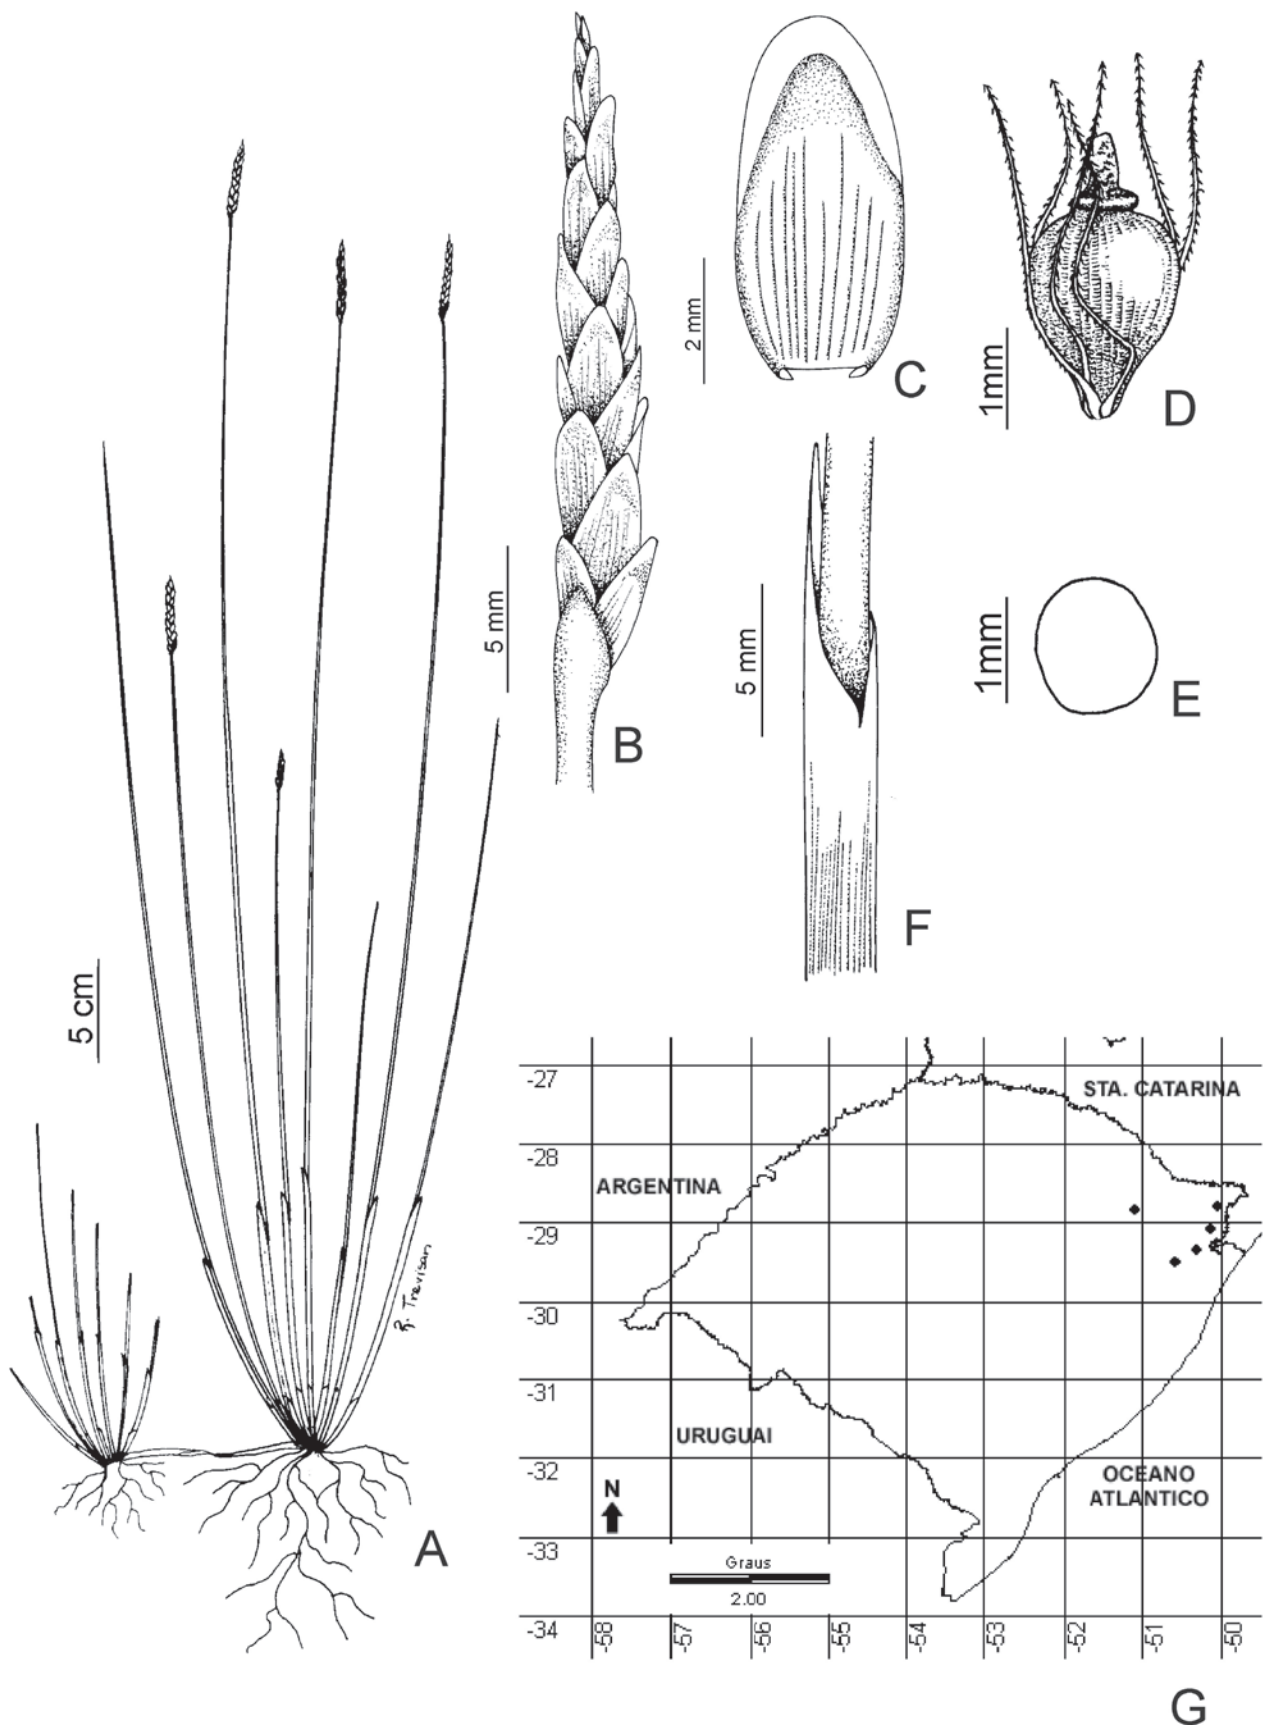 2 mm
C
1mm
D
5 mm
B
5 mm
1mm
E
F
5 cm
R. Trevisan
A
-27
-28
-29
-30
-31
-32
-33
-34
STA. CATARINA
ARGENTINA
URUGUAI
OCEANO
ATLANTICO
N
Graus
2.00
-58
-57
-56
-55
-54
-53
-52
-51
-50
G